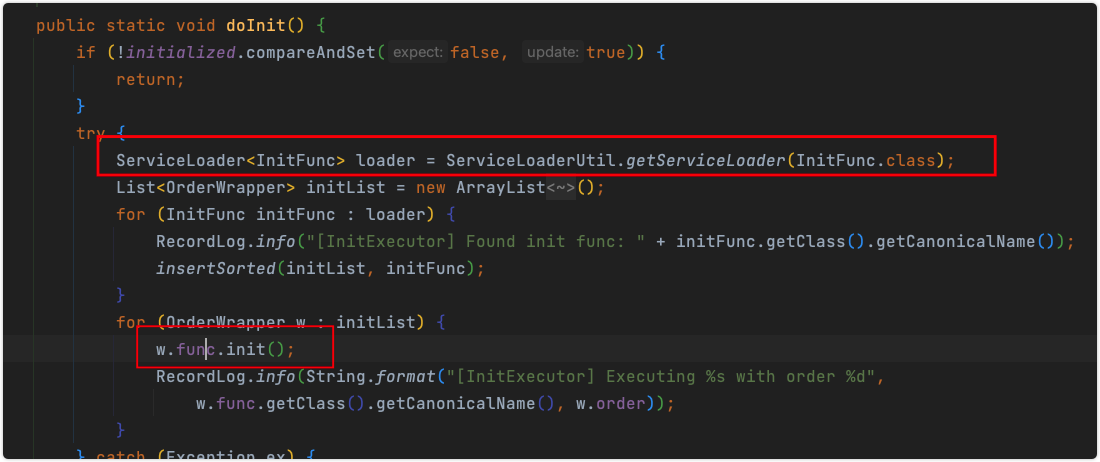 public static void doInit() {
if (!initialized.compareAndSet( expect: false, update: true)) {
return;
}
try {
ServiceLoader<InitFunc> loader = ServiceLoaderUtil.getServiceLoader(InitFunc.class);
List<OrderWrapper> initList = new ArrayList<~>();
for (InitFunc initFunc : loader) {
RecordLog.info("[InitExecutor] Found init func: " + initFunc.getClass().getCanonicalName());
insertSorted(initList, initFunc);
}
for (OrderWrapper w : initList) {
w.func.init();
RecordLog.info(String.format("[InitExecutor] Executing %s with order %d",
w.func.getClass().getCanonicalName(), w.order));
}
} catch (Exception ex) {